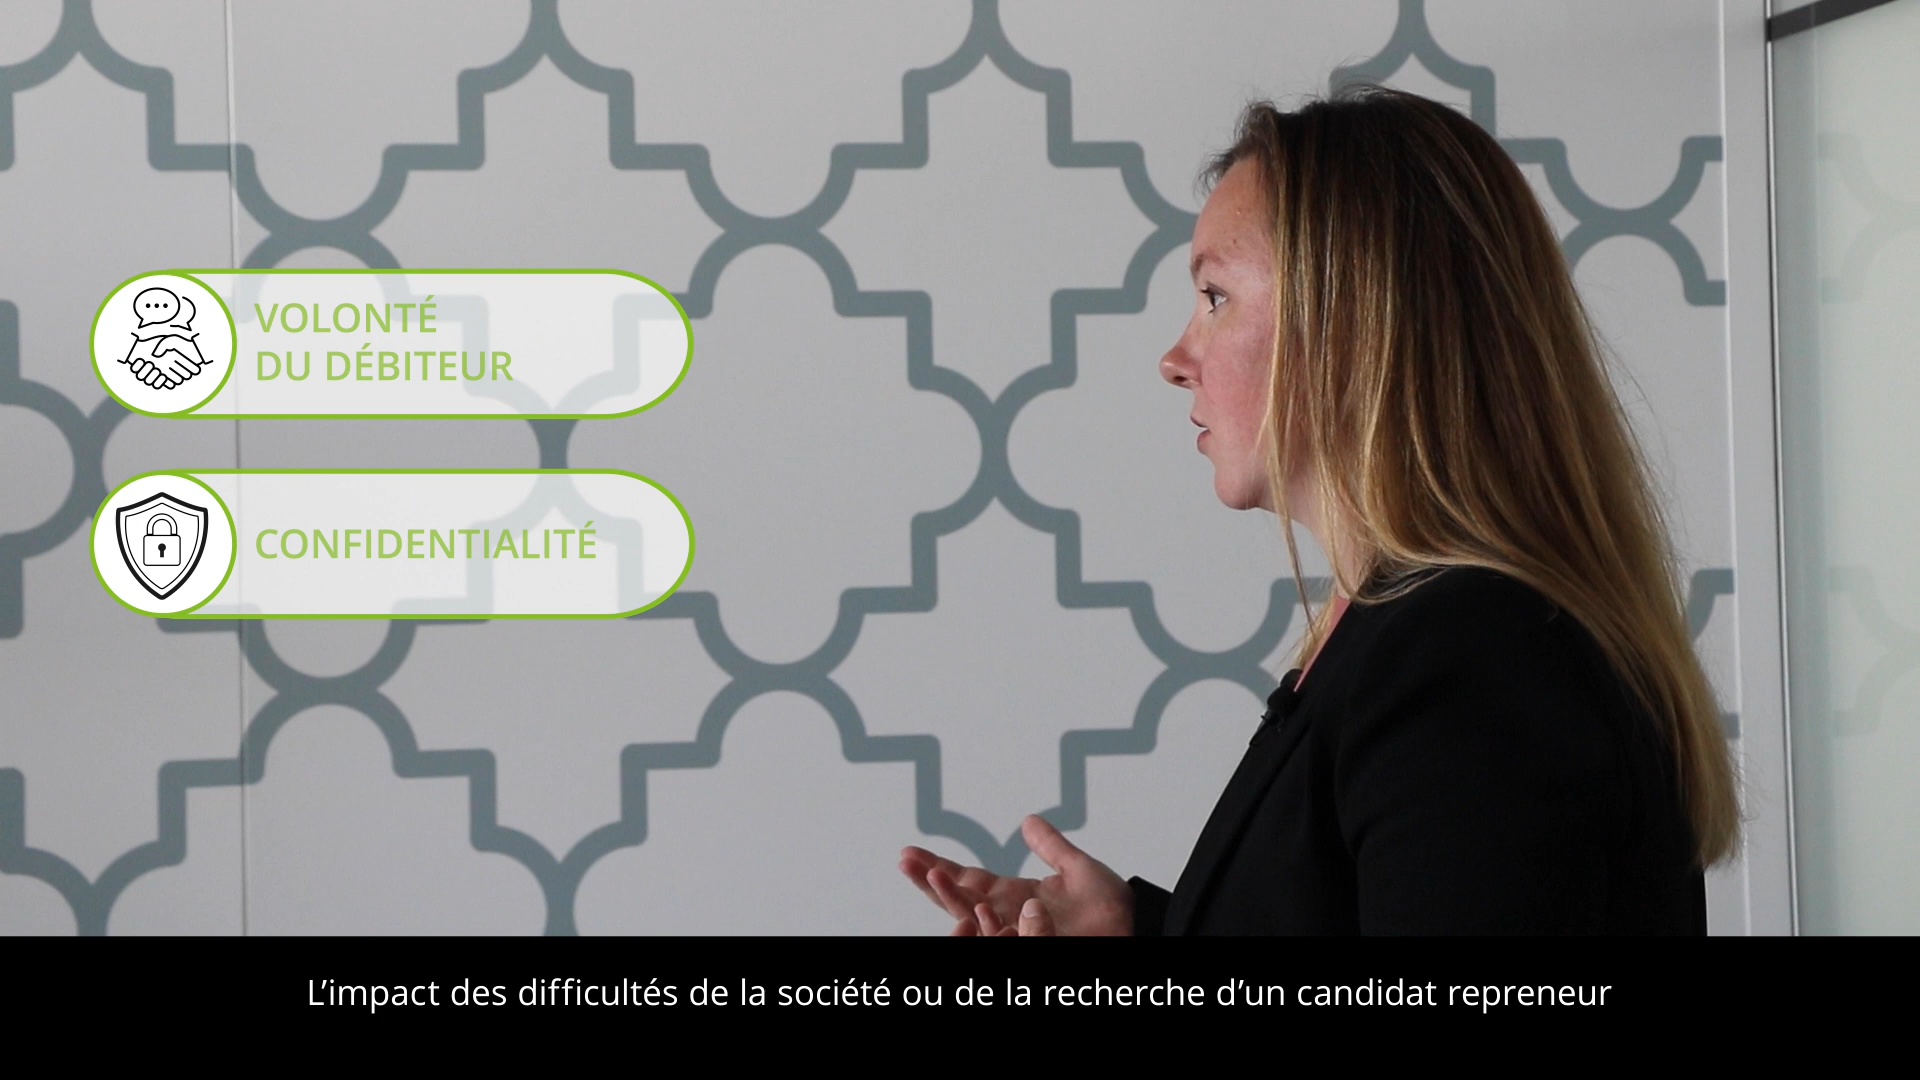 VOLONTÉ
DU DÉBITEUR
CONFIDENTIALITÉ
L’impact des difficultés de la société ou de la recherche d’un candidat repreneur